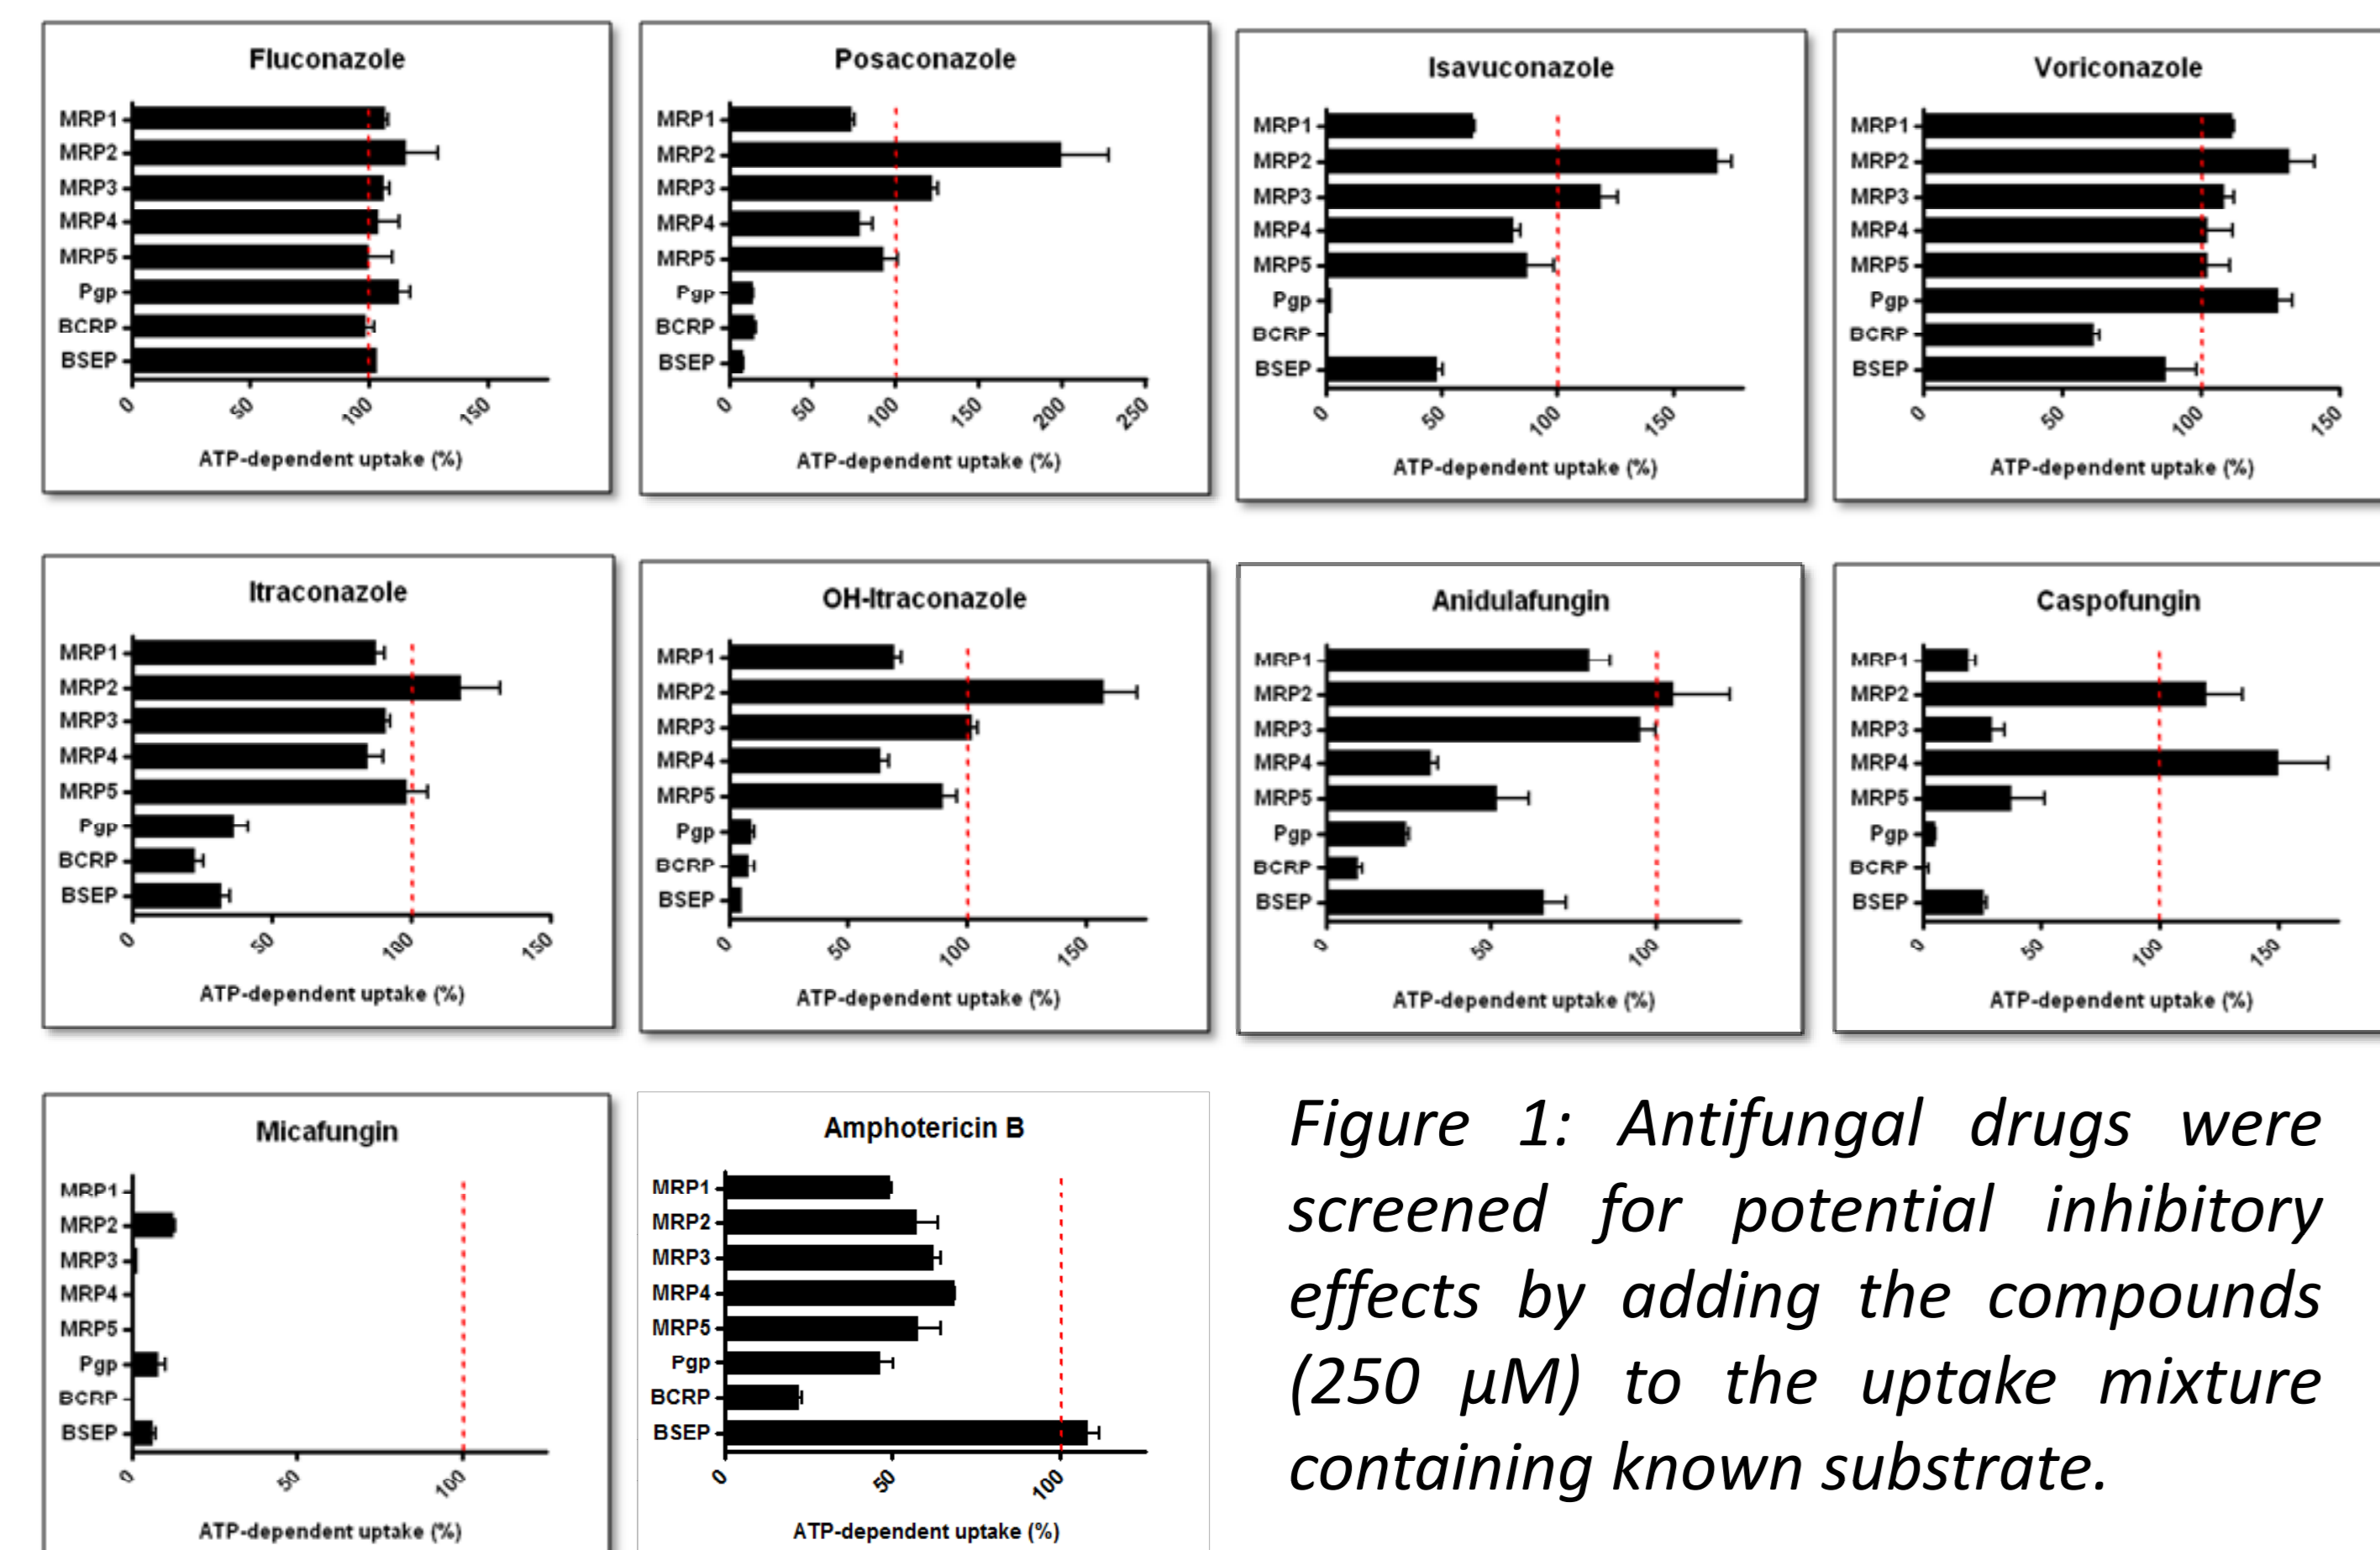 Fluconazole
MRP1
MRP2
MRP3
MRP4
MRP5
Pgp
BCRP
BSEP
0 50 100 150
ATP-dependent uptake (%)
Posaconazole
MRP1
MRP2
MRP3
MRP4
MRP5
Pgp
BCRP
BSEP
0 50 100 150 200 250
ATP-dependent uptake (%)
Isavuconazole
MRP1
MRP2
MRP3
MRP4
MRP5
Pgp
BCRP
BSEP
0 50 100 150
ATP-dependent uptake (%)
Voriconazole
MRP1
MRP2
MRP3
MRP4
MRP5
Pgp
BCRP
BSEP
0 50 100 150
ATP-dependent uptake (%)
Itraconazole
MRP1
MRP2
MRP3
MRP4
MRP5
Pgp
BCRP
BSEP
0 50 100 150
ATP-dependent uptake (%)
OH-Itraconazole
MRP1
MRP2
MRP3
MRP4
MRP5
Pgp
BCRP
BSEP
0 50 100 150
ATP-dependent uptake (%)
Anidulafungin
MRP1
MRP2
MRP3
MRP4
MRP5
Pgp
BCRP
BSEP
0 50 100
ATP-dependent uptake (%)
Caspofungin
MRP1
MRP2
MRP3
MRP4
MRP5
Pgp
BCRP
BSEP
0 50 100 150
ATP-dependent uptake (%)
Micafungin
MRP1
MRP2
MRP3
MRP4
MRP5
Pgp
BCRP
BSEP
0 50 100
ATP-dependent uptake (%)
Amphotericin B
MRP1
MRP2
MRP3
MRP4
MRP5
Pgp
BCRP
BSEP
0 50 100
ATP-dependent uptake (%)
Figure 1: Antifungal drugs were
screened for potential inhibitory
effects by adding the compounds
(250 μM) to the uptake mixture
containing known substrate.